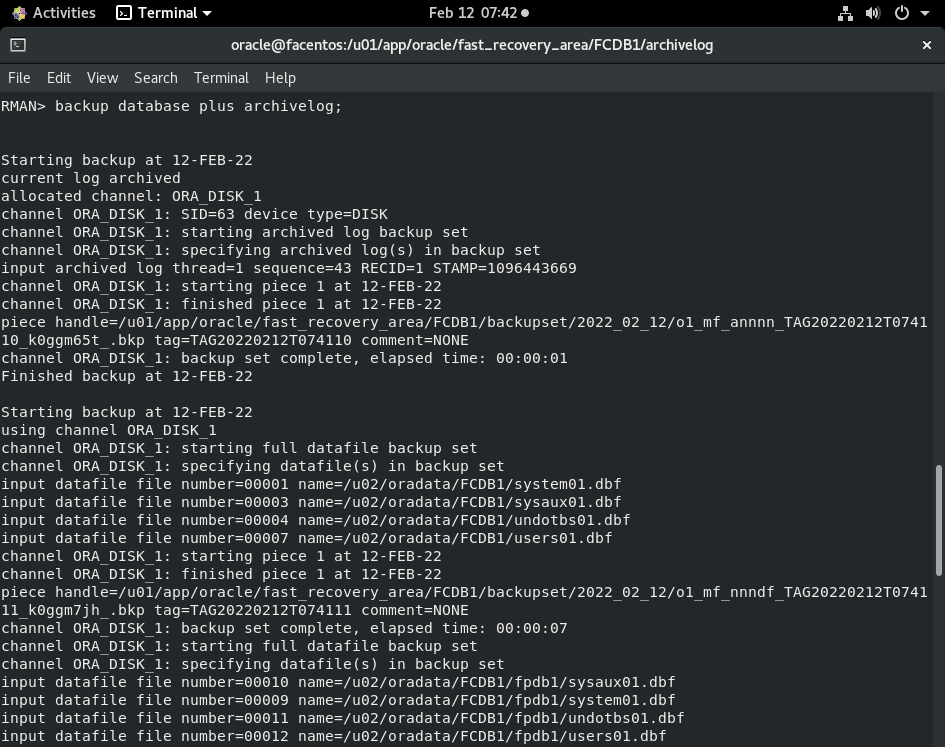 Activities Terminal Feb 12 07:42
oracle@facentos:/u01/app/oracle/fast_recovery_area/FCDB1/archivelog
File Edit View Search Terminal Help
RMAN> backup database plus archivelog;
Starting backup at 12-FEB-22
current log archived
allocated channel: ORA_DISK_1
channel ORA_DISK_1: SID=63 device type=DISK
channel ORA_DISK_1: starting archived log backup set
channel ORA_DISK_1: specifying archived log(s) in backup set
input archived log thread=1 sequence=43 RECID=1 STAMP=1096443669
channel ORA_DISK_1: starting piece 1 at 12-FEB-22
channel ORA_DISK_1: finished piece 1 at 12-FEB-22
piece handle=/u01/app/oracle/fast_recovery_area/FCDB1/backupset/2022_02_12/o1_mf_annnn_TAG20220212T0741
10_k0ggm65t_.bkp tag=TAG20220212T074110 comment=NONE
channel ORA_DISK_1: backup set complete, elapsed time: 00:00:01
Finished backup at 12-FEB-22
Starting backup at 12-FEB-22
using channel ORA_DISK_1
channel ORA_DISK_1: starting full datafile backup set
channel ORA_DISK_1: specifying datafile(s) in backup set
input datafile file number=00001 name=/u02/oradata/FCDB1/system01.dbf
input datafile file number=00003 name=/u02/oradata/FCDB1/sysaux01.dbf
input datafile file number=00004 name=/u02/oradata/FCDB1/undotbs01.dbf
input datafile file number=00007 name=/u02/oradata/FCDB1/users01.dbf
channel ORA_DISK_1: starting piece 1 at 12-FEB-22
channel ORA_DISK_1: finished piece 1 at 12-FEB-22
piece handle=/u01/app/oracle/fast_recovery_area/FCDB1/backupset/2022_02_12/o1_mf_nnndf_TAG20220212T0741
11_k0ggm7jh_.bkp tag=TAG20220212T074111 comment=NONE
channel ORA_DISK_1: backup set complete, elapsed time: 00:00:07
channel ORA_DISK_1: starting full datafile backup set
channel ORA_DISK_1: specifying datafile(s) in backup set
input datafile file number=00010 name=/u02/oradata/FCDB1/fpdb1/sysaux01.dbf
input datafile file number=00009 name=/u02/oradata/FCDB1/fpdb1/system01.dbf
input datafile file number=00011 name=/u02/oradata/FCDB1/fpdb1/undotbs01.dbf
input datafile file number=00012 name=/u02/oradata/FCDB1/fpdb1/users01.dbf